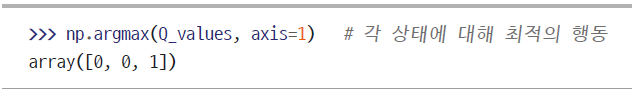 >>> np.argmax(Q_values, axis=1)   # 각 상태에 대해 최적의 행동
array([0, 0, 1])